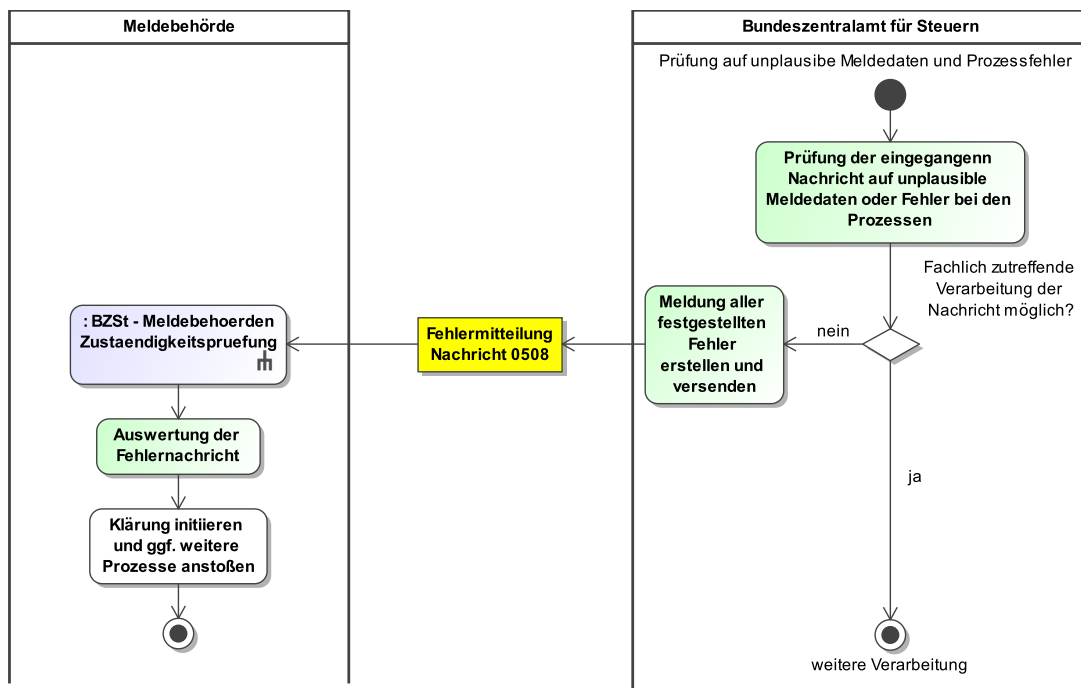 Meldebehörde
Bundeszentralamt für Steuern
Prüfung auf unplausibe Meldedaten und Prozessfehler
Prüfung der eingegangenn
Nachricht auf unplausible
Meldedaten oder Fehler bei den
Prozessen
Fachlich zutreffende
Verarbeitung der
Nachricht möglich?
nein
Meldung aller
festgestellten
Fehler
erstellen und
versenden
Fehlermitteilung
Nachricht 0508
: BZSt - Meldebehoerden
Zustaendigkeitspruefung
Auswertung der
Fehlernachricht
Klärung initiieren
und ggf. weitere
Prozesse anstoßen
ja
weitere Verarbeitung